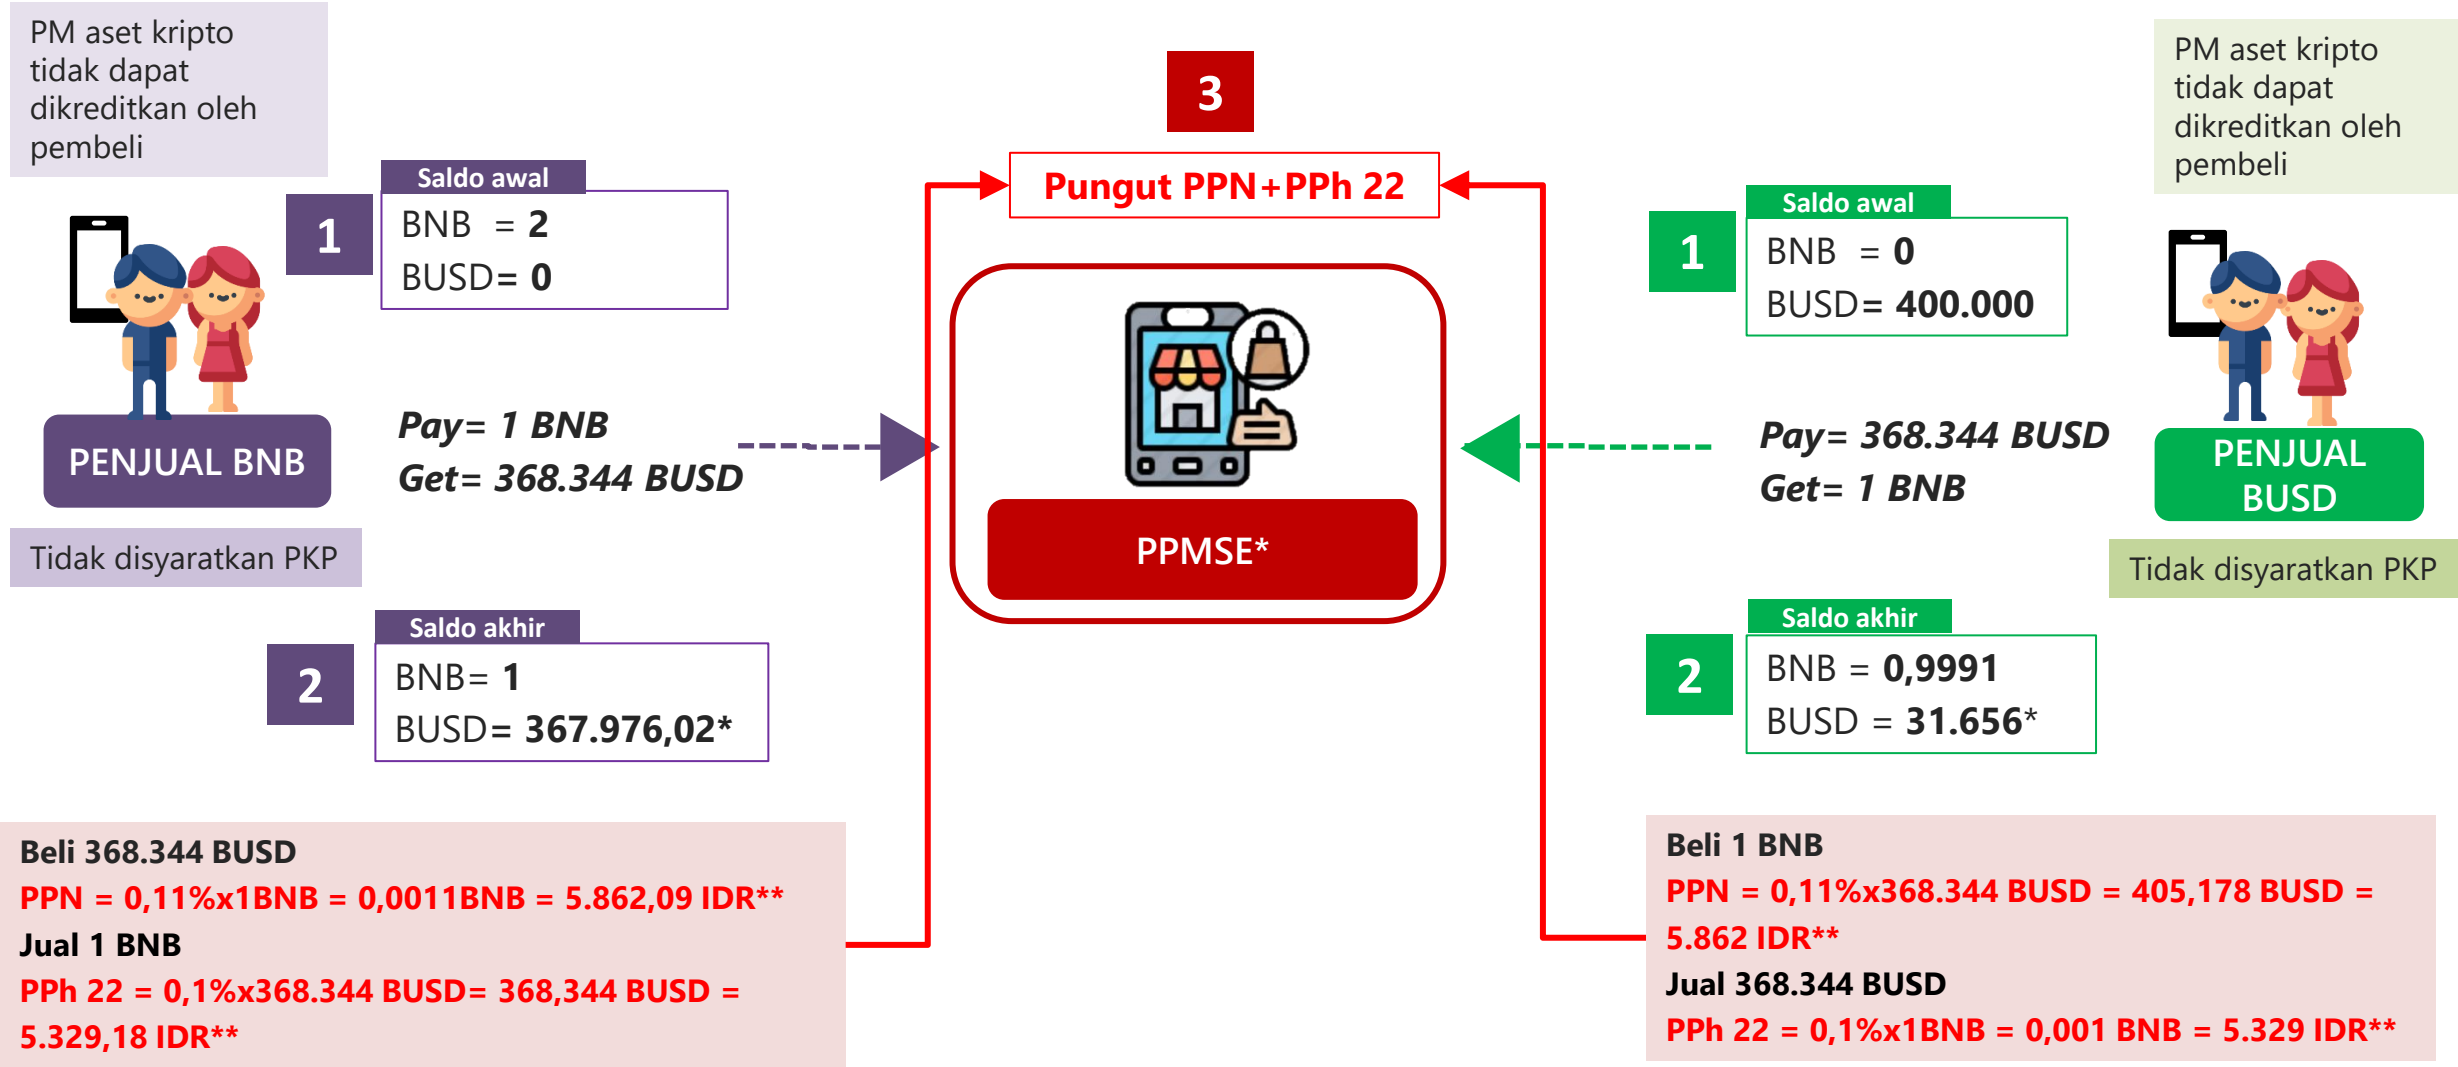 PM aset kripto
tidak dapat
dikreditkan oleh
pembeli
1
Saldo awal
BNB = 2
BUSD= 0
PENJUAL BNB
Pay= 1 BNB
Get= 368.344 BUSD
Tidak disyaratkan PKP
2
Saldo akhir
BNB= 1
BUSD= 367.976,02*
Beli 368.344 BUSD
PPN = 0,11%x1BNB = 0,0011BNB = 5.862,09 IDR**
Jual 1 BNB
PPh 22 = 0,1%x368.344 BUSD= 368,344 BUSD =
5.329,18 IDR**
3
Pungut PPN+PPh 22
PPMSE*
PM aset kripto
tidak dapat
dikreditkan oleh
pembeli
1
Saldo awal
BNB = 0
BUSD= 400.000
Pay= 368.344 BUSD
Get= 1 BNB
PENJUAL
BUSD
Tidak disyaratkan PKP
2
Saldo akhir
BNB = 0,9991
BUSD = 31.656*
Beli 1 BNB
PPN = 0,11%x368.344 BUSD = 405,178 BUSD =
5.862 IDR**
Jual 368.344 BUSD
PPh 22 = 0,1%x1BNB = 0,001 BNB = 5.329 IDR**